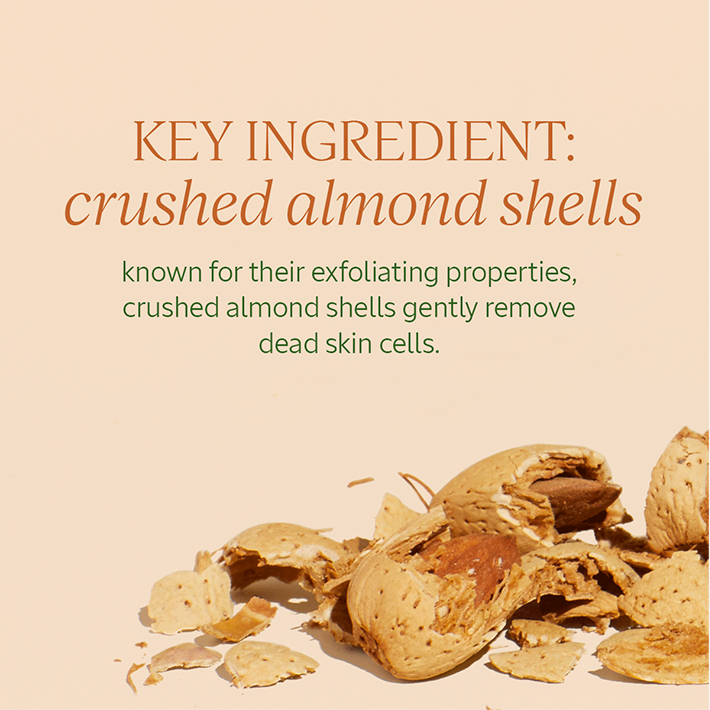 KEY INGREDIENT:
crushed almond shells
known for their exfoliating properties,
crushed almond shells gently remove
dead skin cells.